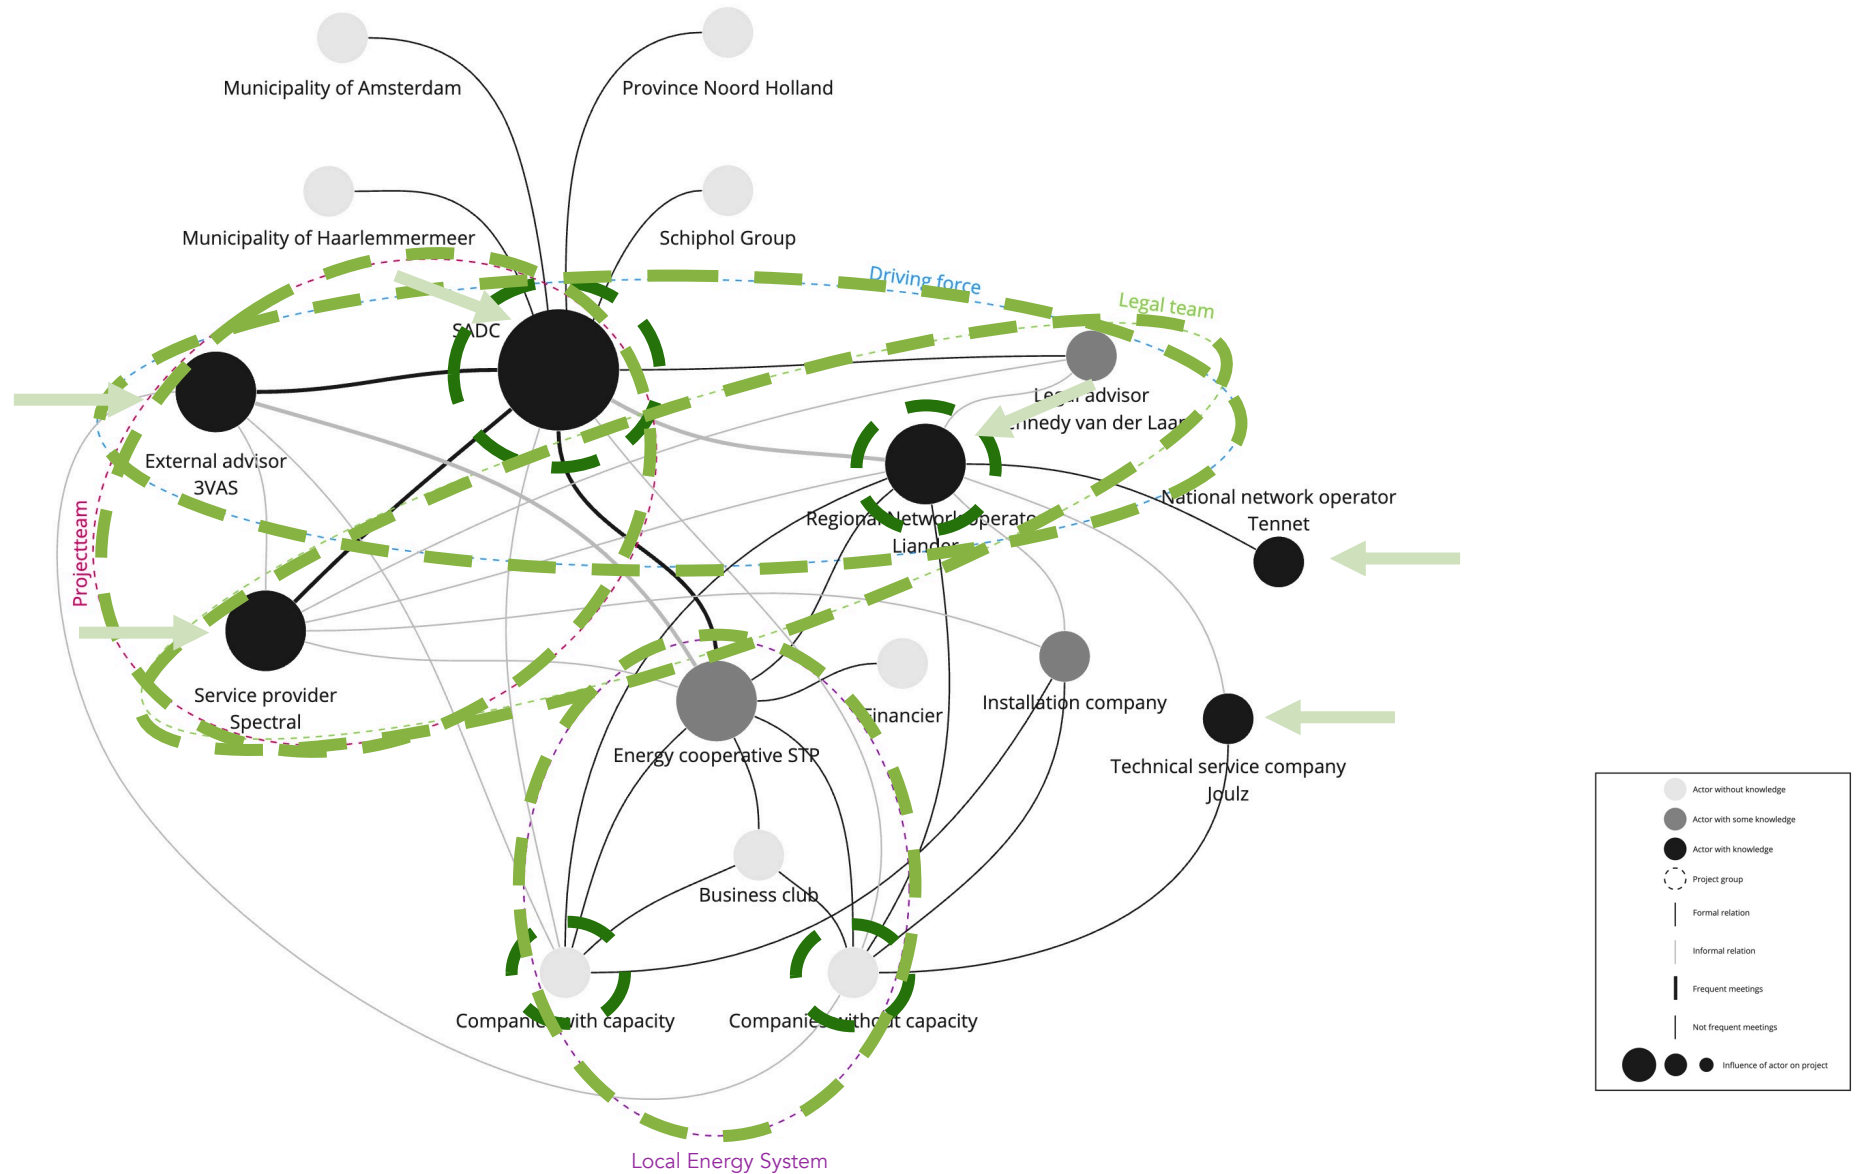 Municipality of Amsterdam
Province Noord Holland
Municipality of Haarlemmermeer
Schiphol Group
Driving force
Legal team
SADC
Legal advisor
Kennedy van der Laan
External advisor
3VAS
National network operator
Tennet
Regional Network operator
Liander
Projectteam
Service provider
Spectral
Financier
Installation company
Energy cooperative STP
Technical service company
Joulz
Business club
Companies with capacity
Companies without capacity
Local Energy System
Actor without knowledge
Actor with some knowledge
Actor with knowledge
Project group
Formal relation
Informal relation
Frequent meetings
Not frequent meetings
Influence of actor on project